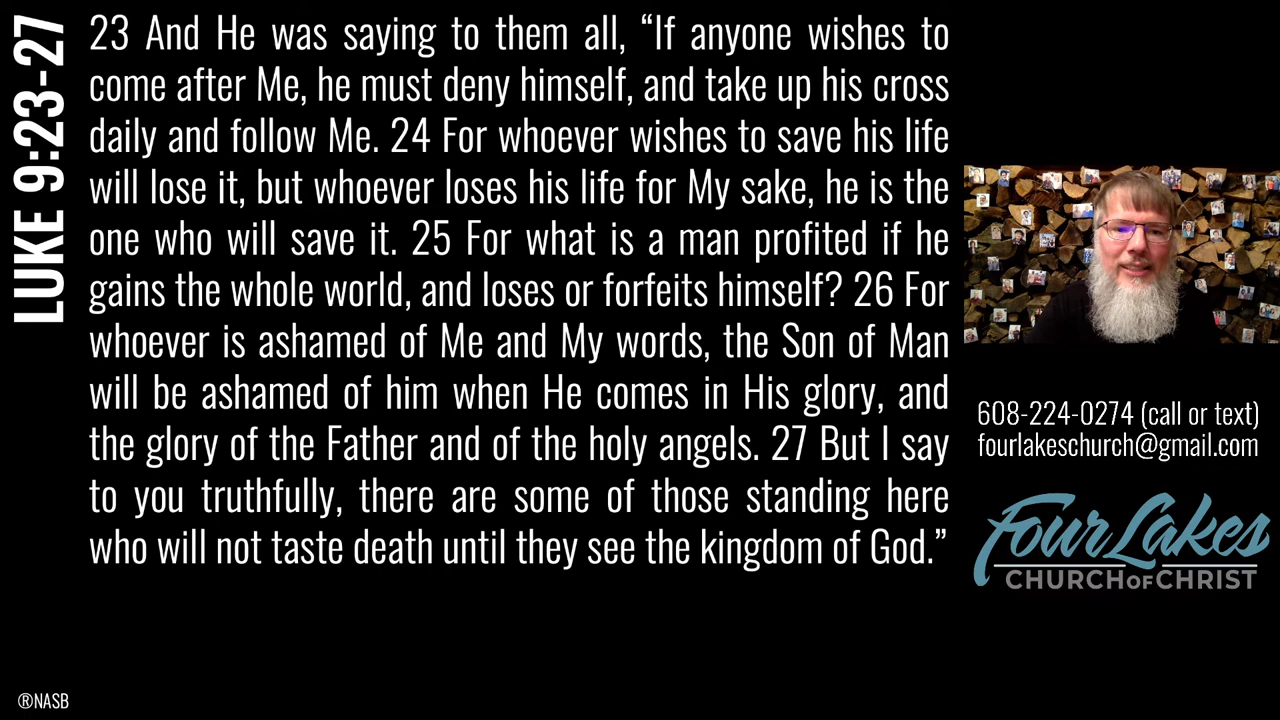 LUKE 9:23-27
23 And He was saying to them all, “If anyone wishes to
come after Me, he must deny himself, and take up his cross
daily and follow Me. 24 For whoever wishes to save his life
will lose it, but whoever loses his life for My sake, he is the
one who will save it. 25 For what is a man profited if he
gains the whole world, and loses or forfeits himself? 26 For
whoever is ashamed of Me and My words, the Son of Man
will be ashamed of him when He comes in His glory, and
the glory of the Father and of the holy angels. 27 But I say
to you truthfully, there are some of those standing here
who will not taste death until they see the kingdom of God.”
608-224-0274 (call or text)
fourlakeschurch@gmail.com
Four Lakes
CHURCH OF CHRIST
®NASB